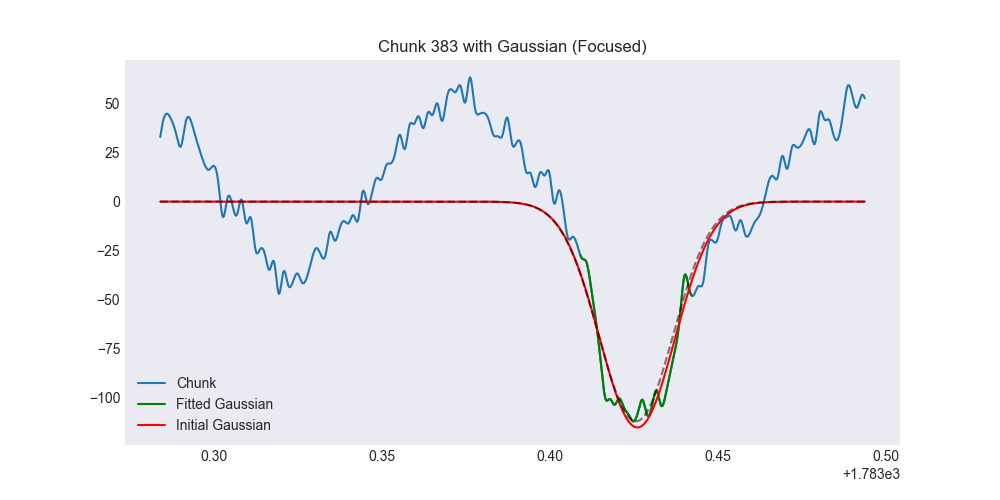 Chunk 383 with Gaussian (Focused)
50
25
0
−25
−50
−75
−100
Chunk
Fitted Gaussian
Initial Gaussian
0.30 0.35 0.40 0.45 0.50
+1.783e3